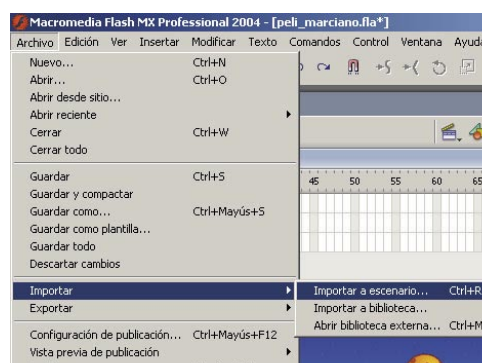 Macromedia Flash MX Professional 2004 - [peli_marciano.fla*]
Archivo Edición Ver Insertar Modificar Texto Comandos Control Ventana Ayuda
Nuevo... Ctrl+N
Abrir... Ctrl+O
Abrir desde sitio...
Abrir reciente
Cerrar Ctrl+W
Cerrar todo
Guardar Ctrl+S
45 50 55 60 65
Guardar y compactar
Guardar como... Ctrl+Mayús+S
Guardar como plantilla...
Guardar todo
Descartar cambios
Importar
Importar a escenario... Ctrl+R
Exportar
Importar a biblioteca...
Abrir biblioteca externa... Ctrl+M
Configuración de publicación... Ctrl+Mayús+F12
Vista previa de publicación